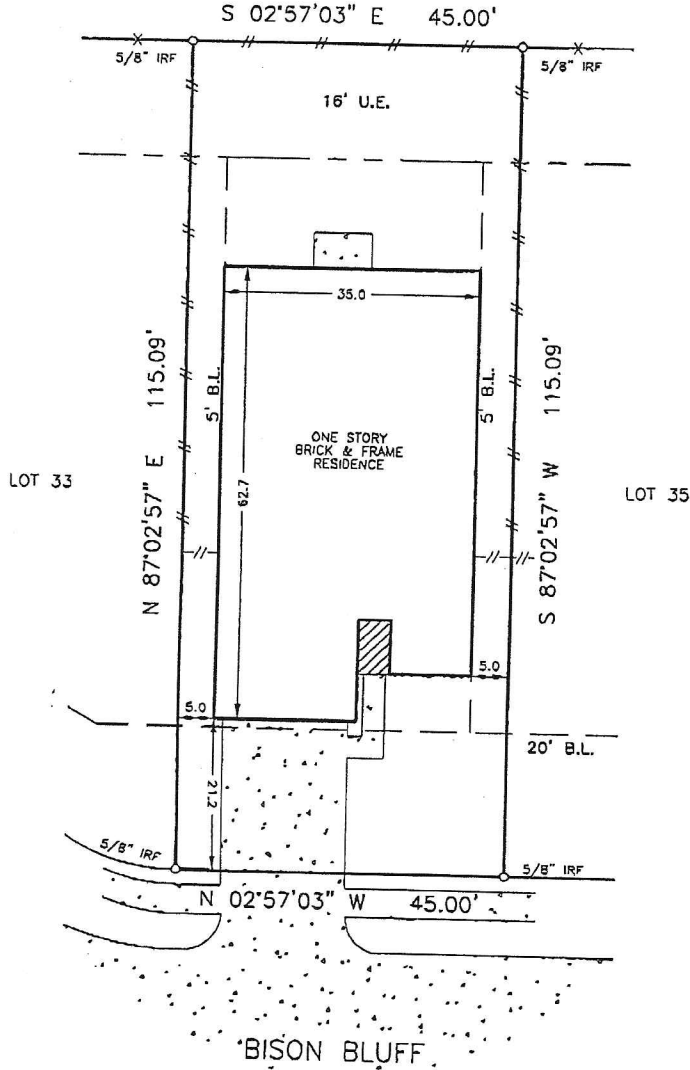 S 02°57'03" E 45.00'
5/8" IRF
5/8" IRF
16' U.E.
35.0
N 87°02'57" E 115.09'
5' B.L.
5' B.L.
S 87°02'57" W 115.09'
ONE STORY
BRICK & FRAME
RESIDENCE
LOT 33
62.7
LOT 35
5.0
5.0
20' B.L.
21.2
5/8" IRF
5/8" IRF
N 02°57'03" W 45.00'
BISON BLUFF